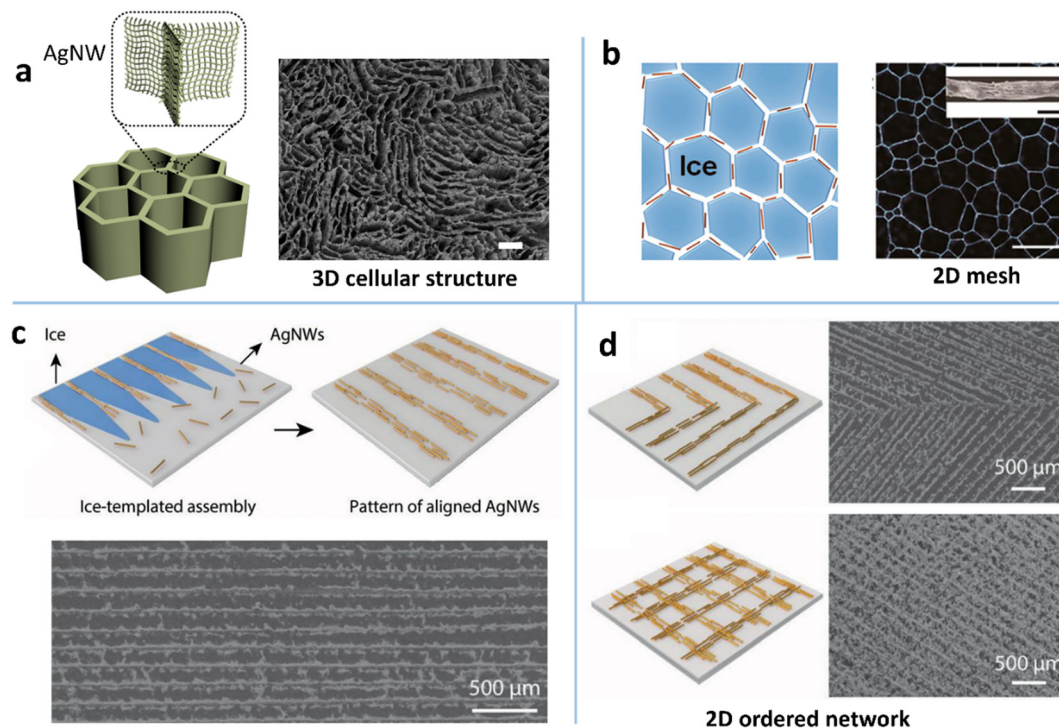 a
AgNW
3D cellular structure
b
Ice
2D mesh
c
Ice
AgNWs
Ice-templated assembly
Pattern of aligned AgNWs
500 μm
d
500 μm
500 μm
2D ordered network